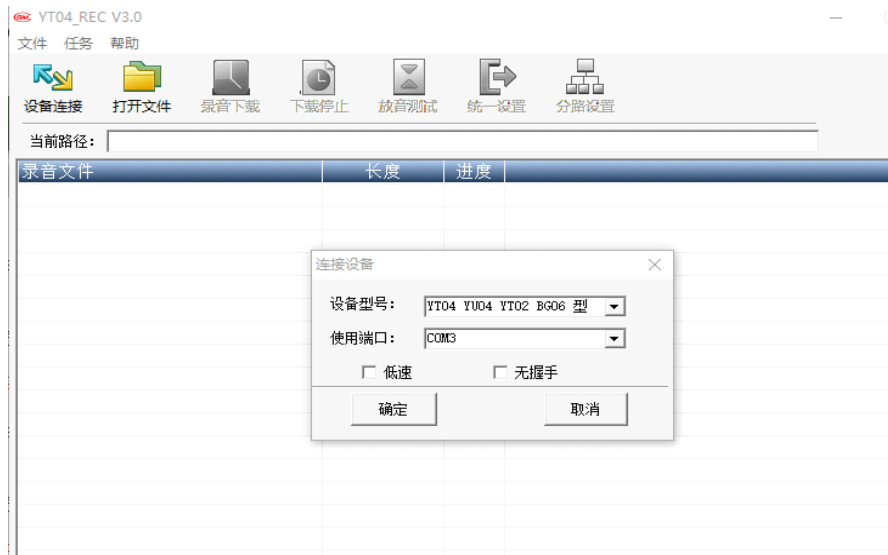 YT04_REC V3.0
文件 任务 帮助
设备连接 打开文件 录音下载 下载停止 放音测试 统一设置 分路设置
当前路径:
录音文件 长度 进度
连接设备
设备型号: YT04 YU04 YT02 BG06 型
使用端口: COM3
低速 无握手
确定 取消